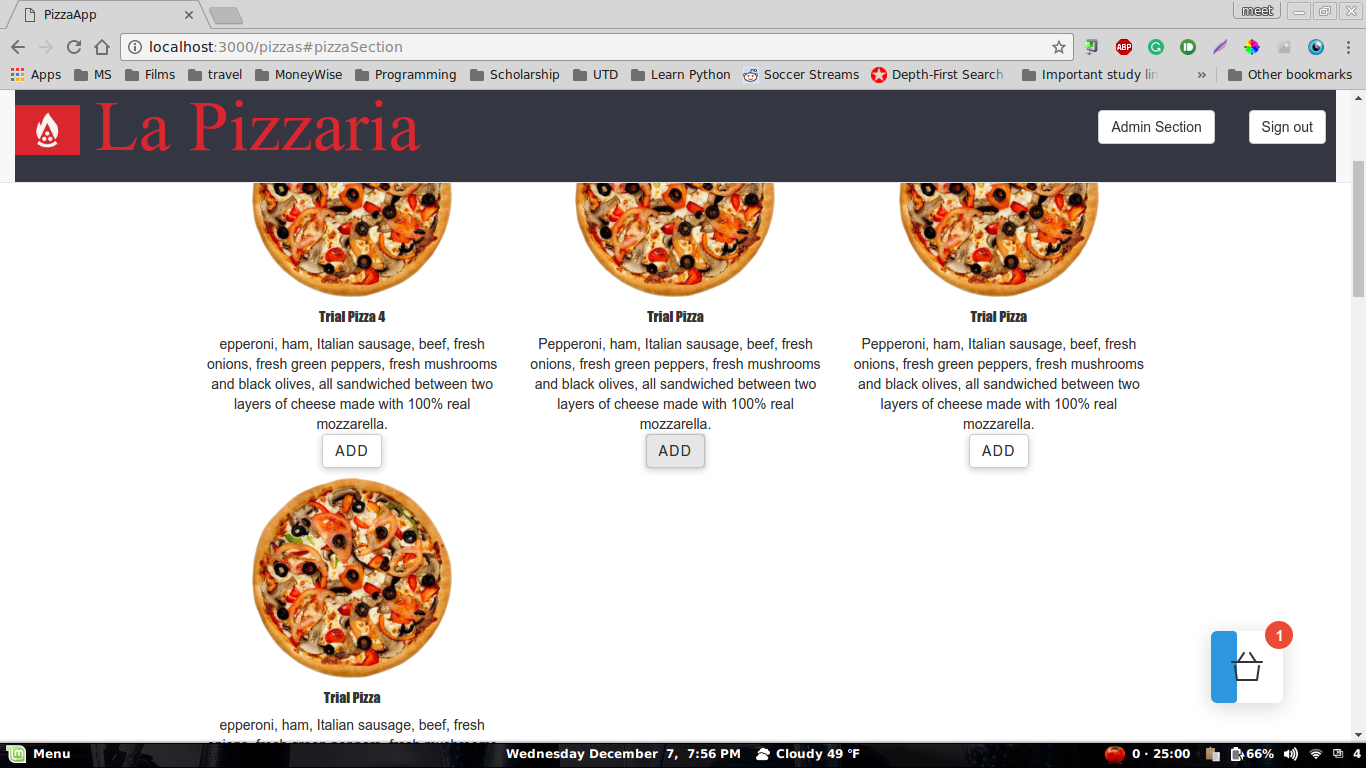 PizzaApp
meet
localhost:3000/pizzas#pizzaSection
ABP
Apps MS Films travel MoneyWise Programming Scholarship UTD Learn Python Soccer Streams Depth-First Search Important study lin » Other bookmarks
La Pizzaria
Admin Section
Sign out
Trial Pizza 4
epperoni, ham, Italian sausage, beef, fresh
onions, fresh green peppers, fresh mushrooms
and black olives, all sandwiched between two
layers of cheese made with 100% real
mozzarella.
ADD
Trial Pizza
Pepperoni, ham, Italian sausage, beef, fresh
onions, fresh green peppers, fresh mushrooms
and black olives, all sandwiched between two
layers of cheese made with 100% real
mozzarella.
ADD
Trial Pizza
Pepperoni, ham, Italian sausage, beef, fresh
onions, fresh green peppers, fresh mushrooms
and black olives, all sandwiched between two
layers of cheese made with 100% real
mozzarella.
ADD
Trial Pizza
epperoni, ham, Italian sausage, beef, fresh
1
Menu
Wednesday December 7, 7:56 PM
Cloudy 49 °F
0 · 25:00
66%
4